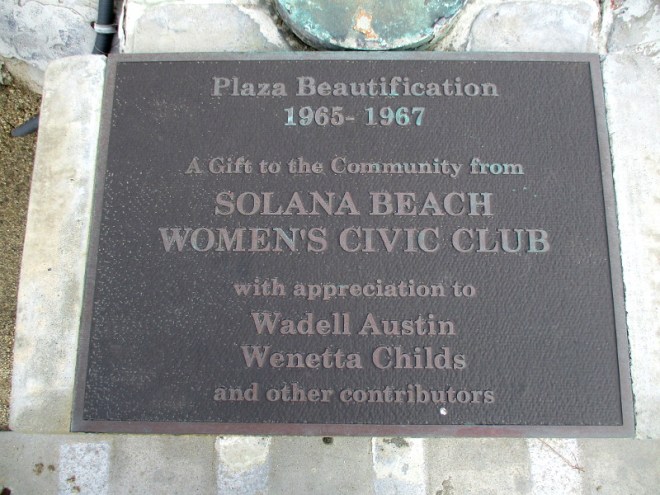 Plaza Beautification
1965- 1967
A Gift to the Community from
SOLANA BEACH
WOMEN'S CIVIC CLUB
with appreciation to
Wadell Austin
Wenetta Childs
and other contributors